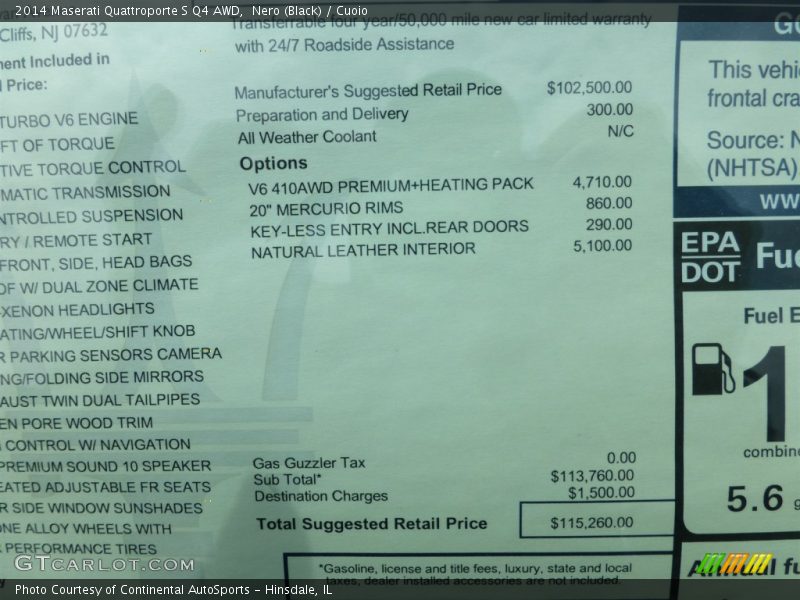 2014 Maserati Quattroporte S Q4 AWD, Nero (Black) / Cuoio
Cliffs, NJ 07632
ment Included in
Price:
TURBO V6 ENGINE
FT OF TORQUE
TIVE TORQUE CONTROL
MATIC TRANSMISSION
NTROLLED SUSPENSION
RY / REMOTE START
FRONT, SIDE, HEAD BAGS
OF W/ DUAL ZONE CLIMATE
-XENON HEADLIGHTS
ATING/WHEEL/SHIFT KNOB
R PARKING SENSORS CAMERA
NG/FOLDING SIDE MIRRORS
AUST TWIN DUAL TAILPIPES
EN PORE WOOD TRIM
CONTROL W/ NAVIGATION
PREMIUM SOUND 10 SPEAKER
EATED ADJUSTABLE FR SEATS
R SIDE WINDOW SUNSHADES
ONE ALLOY WHEELS WITH
PERFORMANCE TIRES
Transferrable four year/50,000 mile new car limited warranty
with 24/7 Roadside Assistance
Manufacturer's Suggested Retail Price $102,500.00
Preparation and Delivery 300.00
All Weather Coolant N/C
Options
V6 410AWD PREMIUM+HEATING PACK 4,710.00
20" MERCURIO RIMS 860.00
KEY-LESS ENTRY INCL.REAR DOORS 290.00
NATURAL LEATHER INTERIOR 5,100.00
Gas Guzzler Tax 0.00
Sub Total* $113,760.00
Destination Charges $1,500.00
Total Suggested Retail Price $115,260.00
*Gasoline, license and title fees, luxury, state and local
taxes, dealer installed accessories are not included.
GO
This vehi
frontal cra
Source: N
(NHTSA)
ww
EPA
DOT
Fue
Fuel E
1
combine
5.6 g
Annual fu
GTcarlot.com
Photo Courtesy of Continental AutoSports - Hinsdale, IL